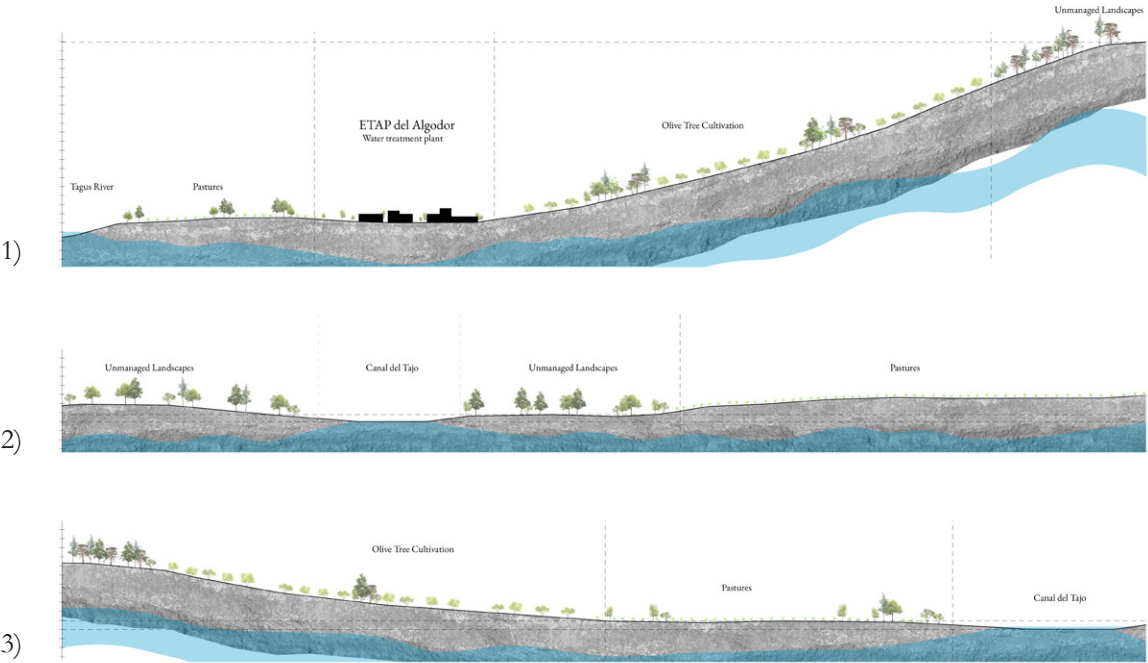 Unmanaged Landscapes
ETAP del Algodor
Water treatment plant
Olive Tree Cultivation
Tagus River
Pastures
1)
Unmanaged Landscapes
Canal del Tajo
Unmanaged Landscapes
Pastures
2)
Olive Tree Cultivation
Pastures
Canal del Tajo
3)